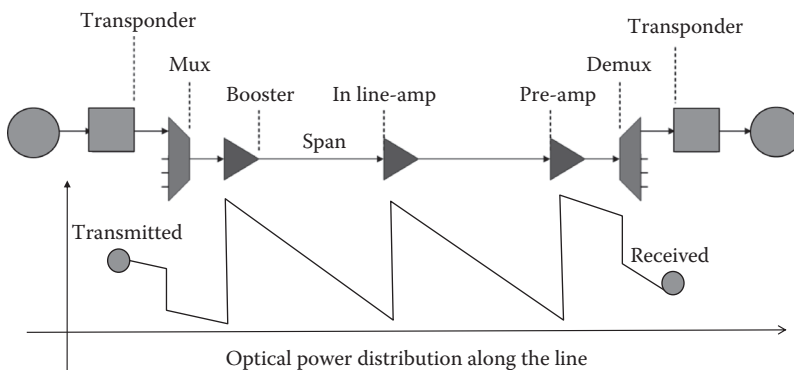 Transponder
Transponder
Mux
Demux
Booster
In line-amp
Pre-amp
Span
Transmitted
Received
Optical power distribution along the line